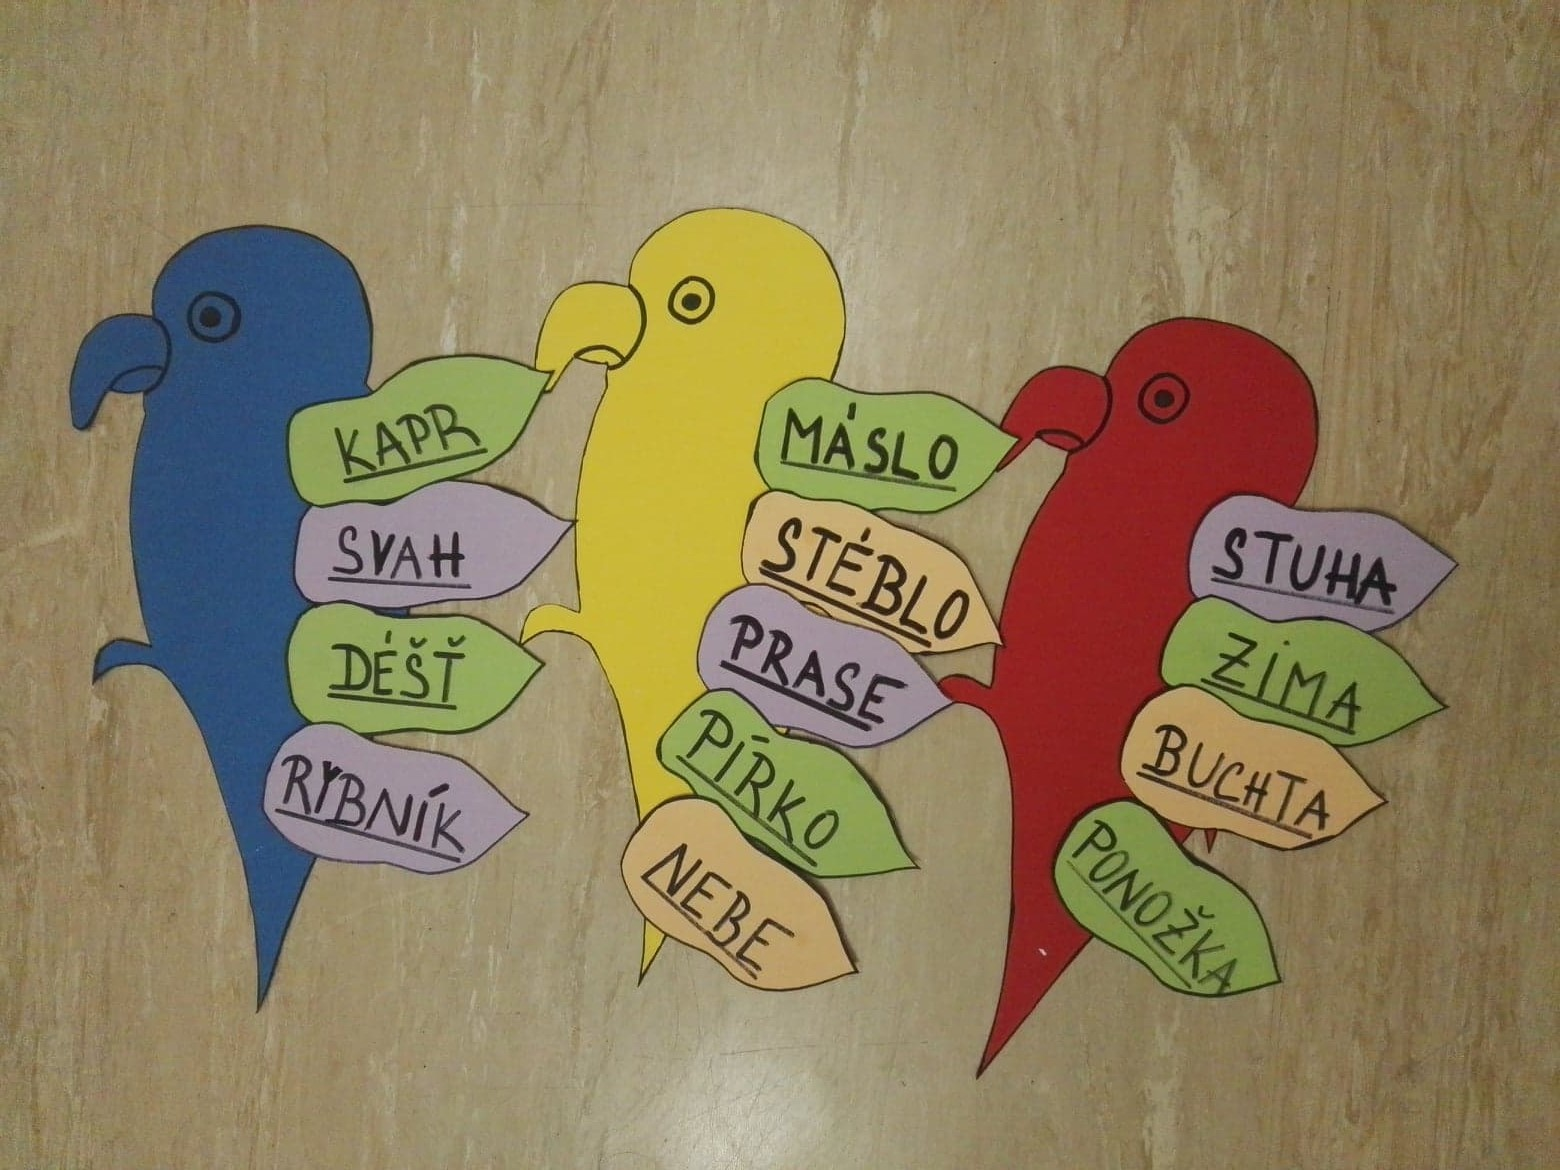 KAPR
SVAH
DÉŠŤ
RYBNÍK
MÁSLO
STÉBLO
PRASE
PÍRKO
NEBE
STUHA
ZIMA
BUCHTA
PONOŽKA